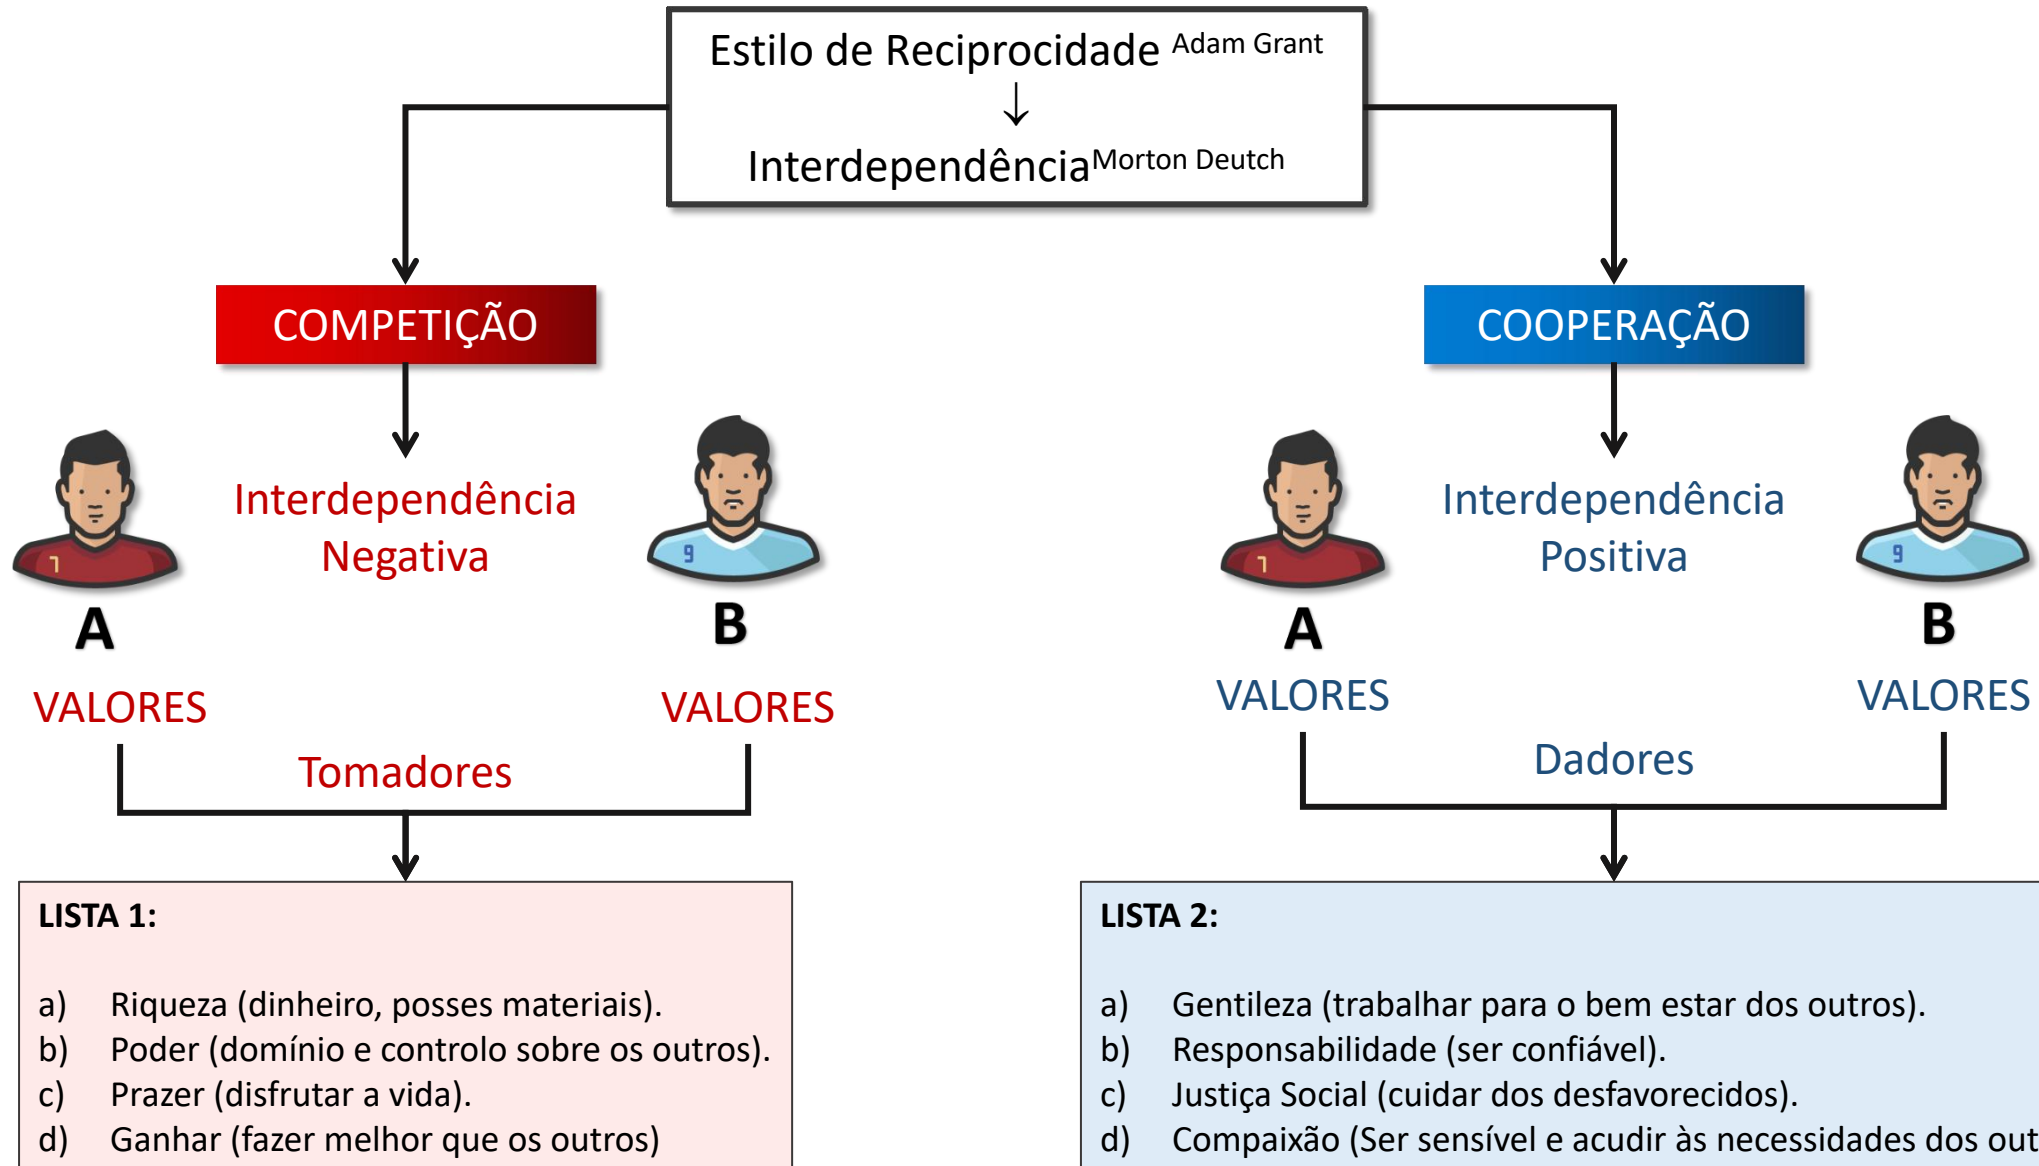 Estilo de Reciprocidade Adam Grant
↓
Interdependência Morton Deutch
COMPETIÇÃO
Interdependência
Negativa
7
9
A
B
VALORES
VALORES
Tomadores
LISTA 1:
a) Riqueza (dinheiro, posses materiais).
b) Poder (domínio e controlo sobre os outros).
c) Prazer (disfrutar a vida).
d) Ganhar (fazer melhor que os outros)
COOPERAÇÃO
Interdependência
Positiva
7
9
A
B
VALORES
VALORES
Dadores
LISTA 2:
a) Gentileza (trabalhar para o bem estar dos outros).
b) Responsabilidade (ser confiável).
c) Justiça Social (cuidar dos desfavorecidos).
d) Compaixão (Ser sensível e acudir às necessidades dos out